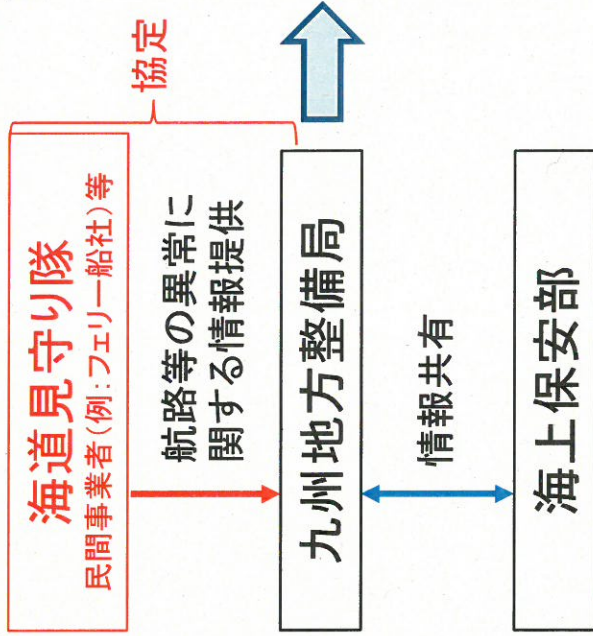 海道見守り隊
民間事業者(例:フェリー船社)等
協定
航路等の異常に
関する情報提供
九州地方整備局
情報共有
海上保安部